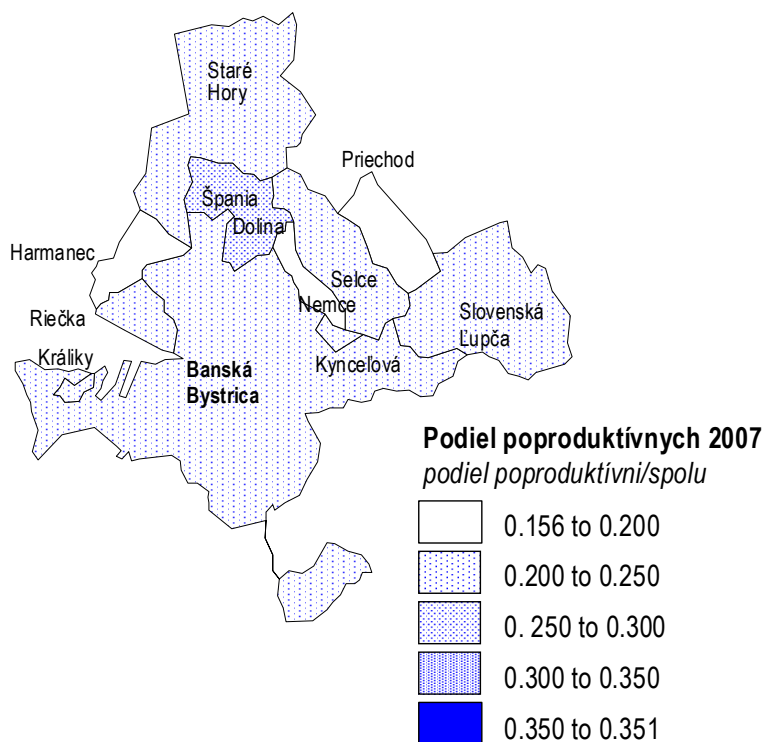 Staré
Hory
Priechod
Špania
Dolina
Harmanec
Selce
Nemce
Riečka
Slovenská
Ľupča
Králiky
Kynceľová
Banská
Bystrica
Podiel poproduktívnych 2007
podiel poproduktívni/spolu
0.156 to 0.200
0.200 to 0.250
0. 250 to 0.300
0.300 to 0.350
0.350 to 0.351